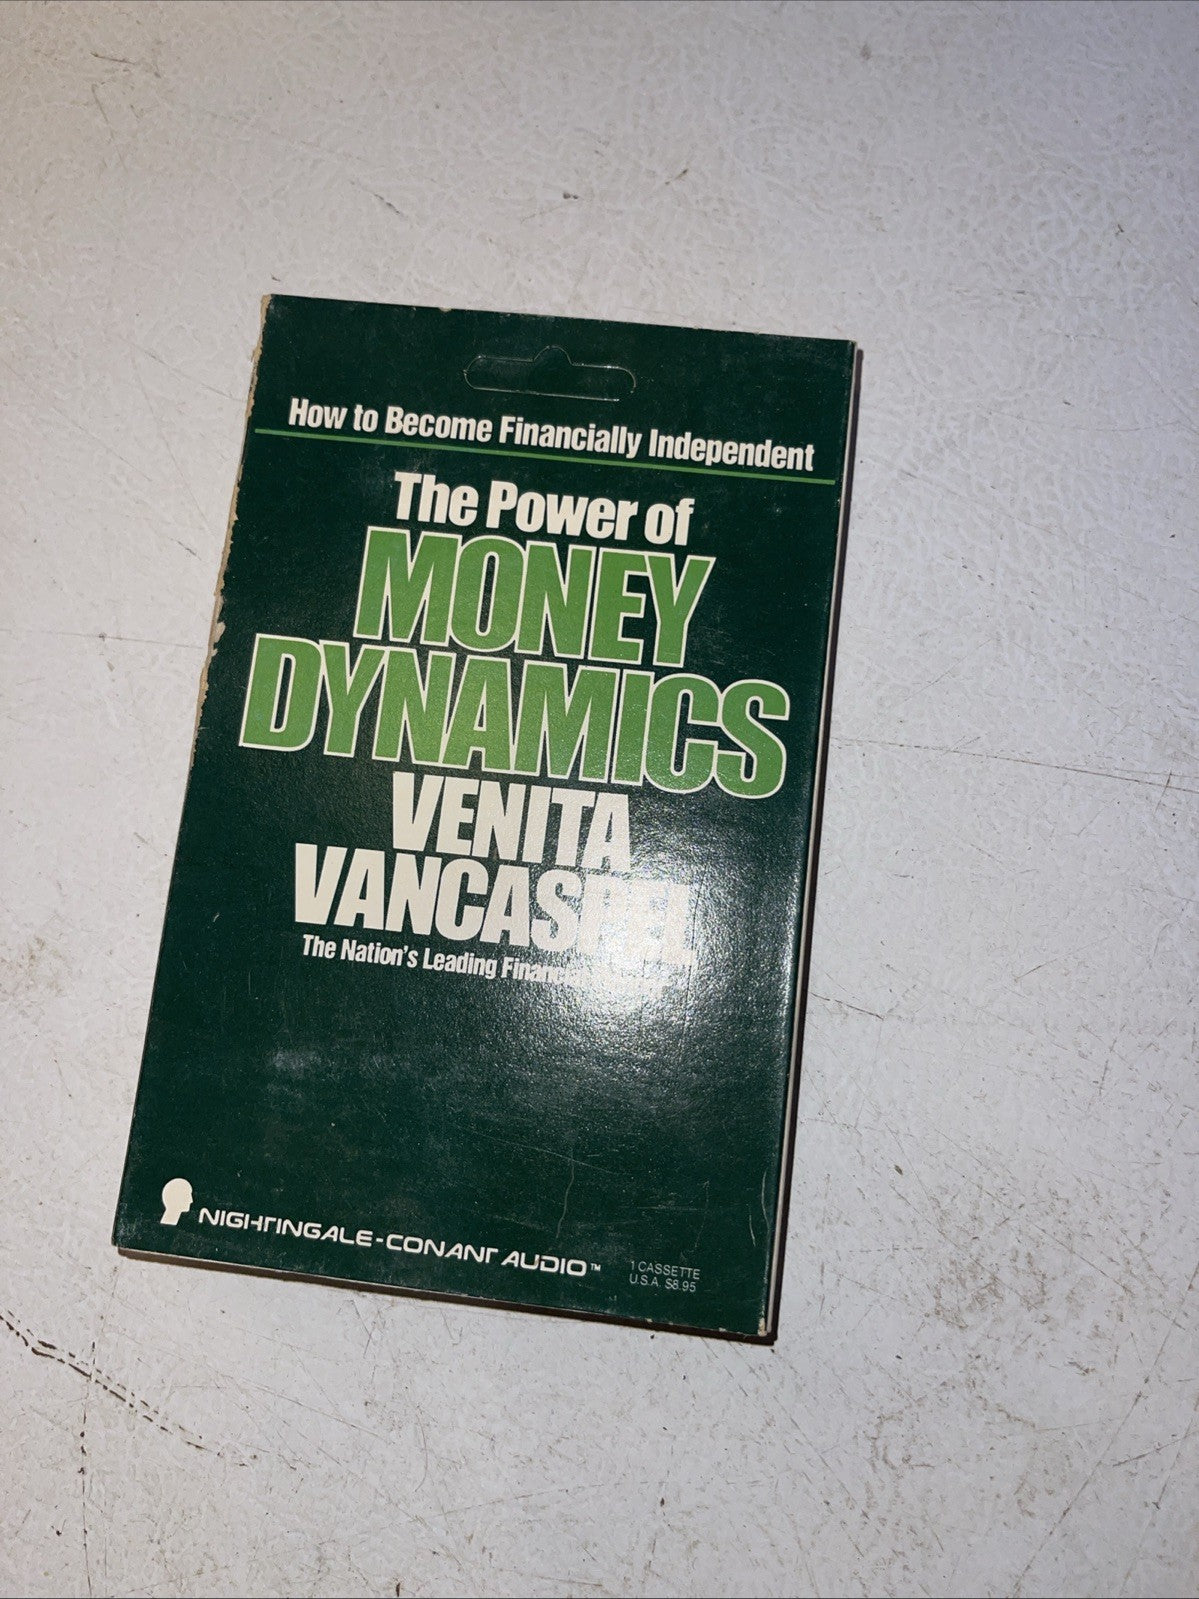 How to Become Financially Independent
The Power of
MONEY
DYNAMICS
VENITA
VANCASPEL
The Nation's Leading Financial
NIGHTINGALE-CONANT AUDIO™
1 CASSETTE
U.S.A. $8.95